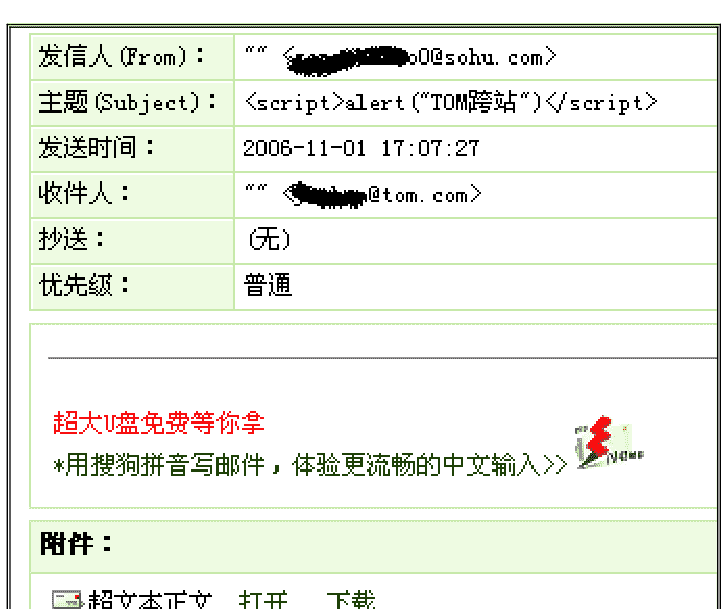 发信人(From)： "" <0@sohu.com>
主题(Subject)： <script>alert("TOM跨站")</script>
发送时间： 2006-11-01 17:07:27
收件人： "" <@tom.com>
抄送： (无)
优先级： 普通
超大U盘免费等你拿
*用搜狗拼音写邮件，体验更流畅的中文输入>>
附件：
超文本正文 打开 下载